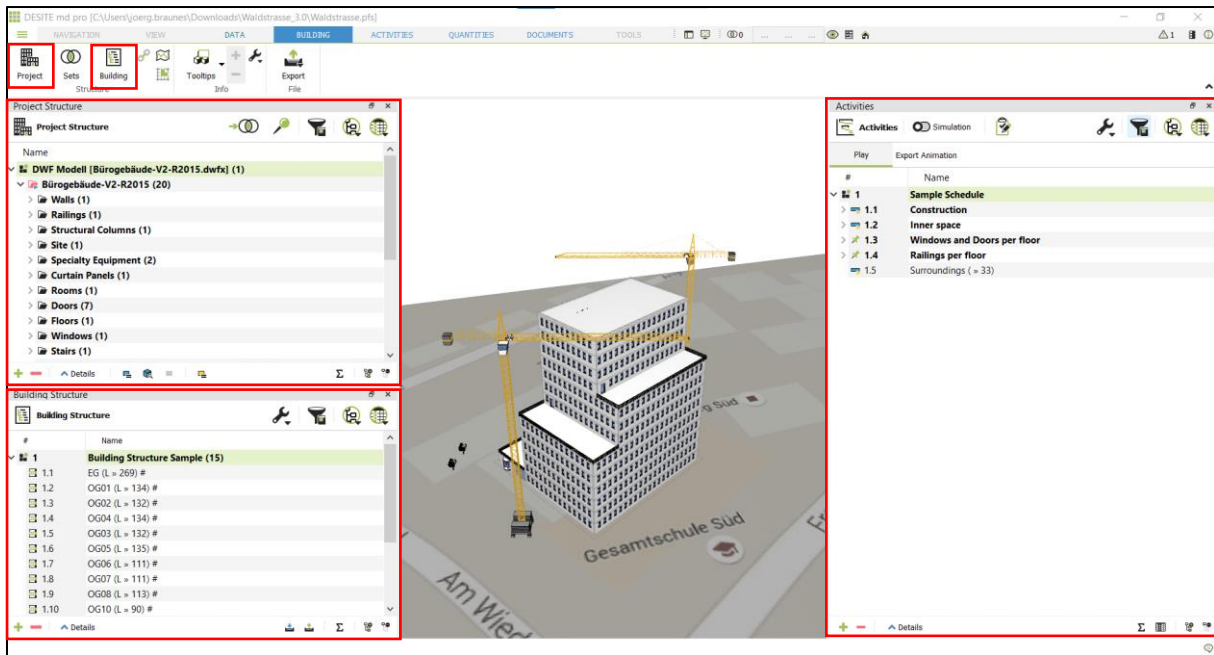 DESITE md pro [C:\Users\joerg.braunes\Downloads\Waldstrasse_3.0\Waldstrasse.pfs]
NAVIGATION VIEW DATA BUILDING ACTIVITIES QUANTITIES DOCUMENTS TOOLS 0 ... ... ... 1
Project Sets Building Tooltips Export
Structure Info File
Project Structure
Project Structure
Name
DWF Modell [Bürogebäude-V2-R2015.dwfx] (1)
Bürogebäude-V2-R2015 (20)
Walls (1)
Railings (1)
Structural Columns (1)
Site (1)
Specialty Equipment (2)
Curtain Panels (1)
Rooms (1)
Doors (7)
Floors (1)
Windows (1)
Stairs (1)
Details Σ
Building Structure
Building Structure
# Name
1 Building Structure Sample (15)
1.1 EG (L » 269) #
1.2 OG01 (L » 134) #
1.3 OG02 (L » 132) #
1.4 OG04 (L » 134) #
1.5 OG03 (L » 132) #
1.6 OG05 (L » 135) #
1.7 OG06 (L » 111) #
1.8 OG07 (L » 111) #
1.9 OG08 (L » 113) #
1.10 OG10 (L » 90) #
Details Σ
g Süd
Gesamtschule Süd
Am Wied
Activities
Activities Simulation
Play Export Animation
# Name
1 Sample Schedule
1.1 Construction
1.2 Inner space
1.3 Windows and Doors per floor
1.4 Railings per floor
1.5 Surroundings ( » 33)
Details Σ